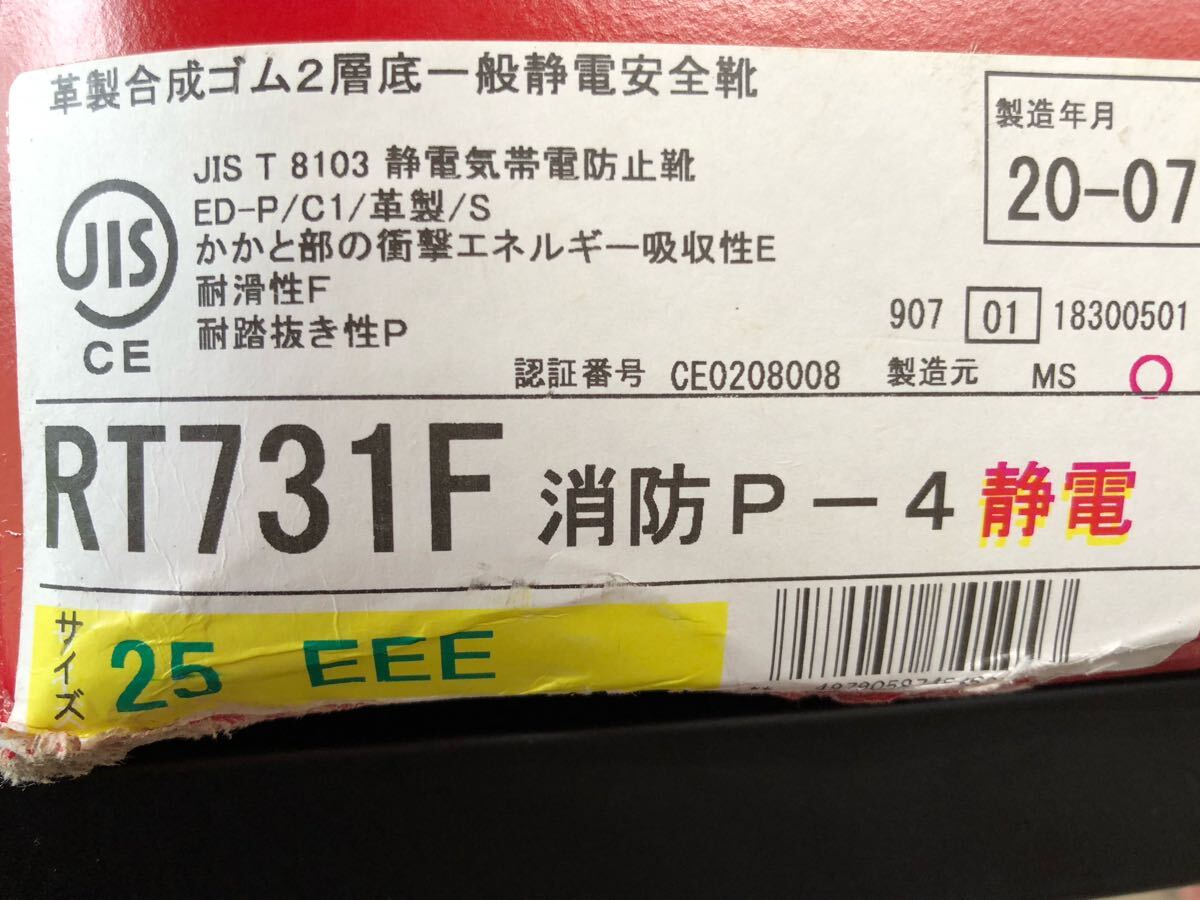 革製合成ゴム2層底一般静電安全靴
製造年月
20-07
JIS T 8103 静電気帯電防止靴
ED-P/C1/革製/S
かかと部の衝撃エネルギー吸収性E
耐滑性F
耐踏抜き性P
JIS
CE
907 01 18300501
認証番号 CE0208008 製造元 MS
RT731F 消防P-4 静電
サイズ 25 EEE